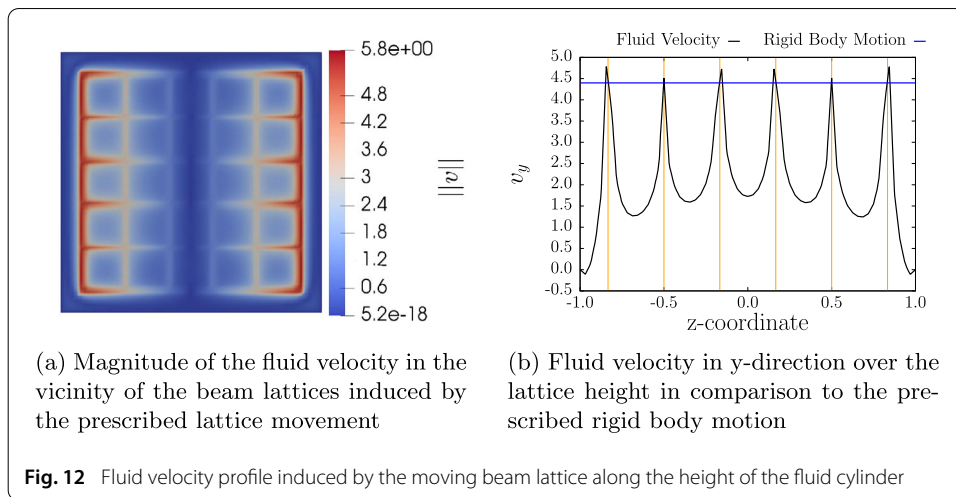 5.8e+00
4.8
4.2
3.6
3
2.4
1.8
1.2
0.6
5.2e-18
||v||
Fluid Velocity
Rigid Body Motion
5.0
4.5
4.0
3.5
3.0
2.5
2.0
1.5
1.0
0.5
0.0
-0.5
v_y
-1.0 -0.5 0.0 0.5 1.0
z-coordinate
(a) Magnitude of the fluid velocity in the
vicinity of the beam lattices induced by
the prescribed lattice movement
(b) Fluid velocity in y-direction over the
lattice height in comparison to the pre-
scribed rigid body motion
Fig. 12 Fluid velocity profile induced by the moving beam lattice along the height of the fluid cylinder